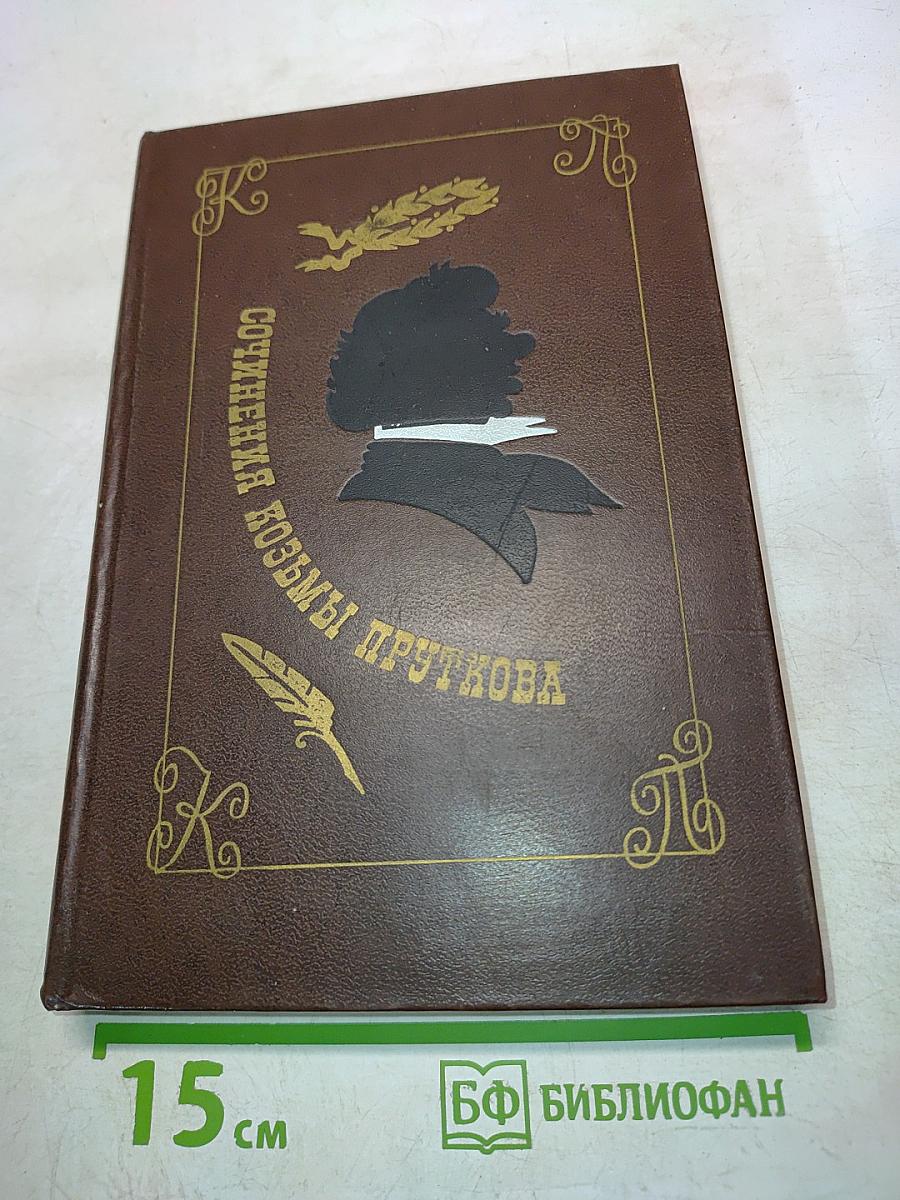 К П
СОЧИНЕНИЯ КОЗЬМЫ ПРУТКОВА
К П
15 см
БФ БИБЛИОФАН